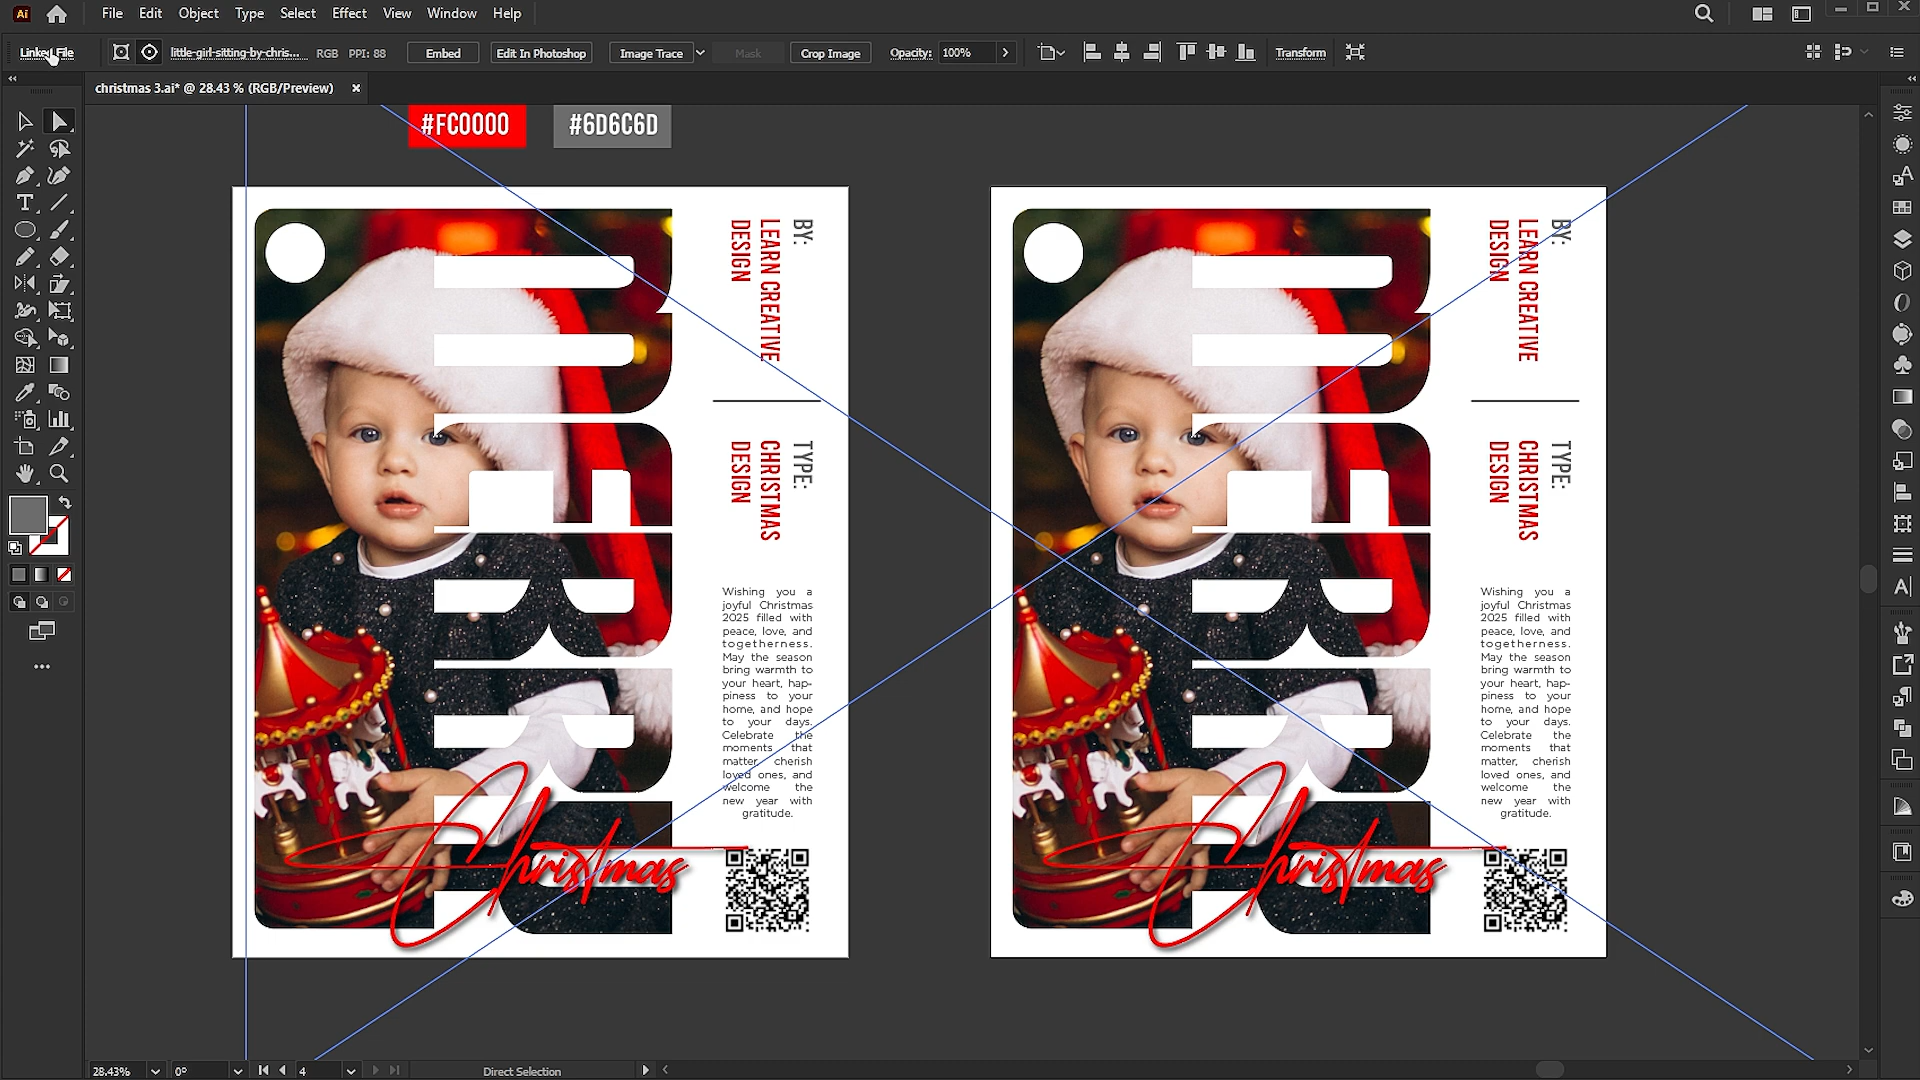 Ai File Edit Object Type Select Effect View Window Help
Linked File little-girl-sitting-by-chris... RGB PPI: 88 Embed Edit In Photoshop Image Trace Mask Crop Image Opacity: 100% Transform
christmas 3.ai* @ 28.43 % (RGB/Preview)
#FC0000 #6D6C6D
BY:
LEARN CREATIVE
DESIGN
TYPE:
CHRISTMAS
DESIGN
Wishing you a
joyful Christmas
2025 filled with
peace, love, and
togetherness.
May the season
bring warmth to
your heart, hap-
piness to your
home, and hope
to your days.
Celebrate the
moments that
matter, cherish
loved ones, and
welcome the
new year with
gratitude.
MERRY
Christmas
BY:
LEARN CREATIVE
DESIGN
TYPE:
CHRISTMAS
DESIGN
Wishing you a
joyful Christmas
2025 filled with
peace, love, and
togetherness.
May the season
bring warmth to
your heart, hap-
piness to your
home, and hope
to your days.
Celebrate the
moments that
matter, cherish
loved ones, and
welcome the
new year with
gratitude.
MERRY
Christmas
28.43% 0° 4 Direct Selection